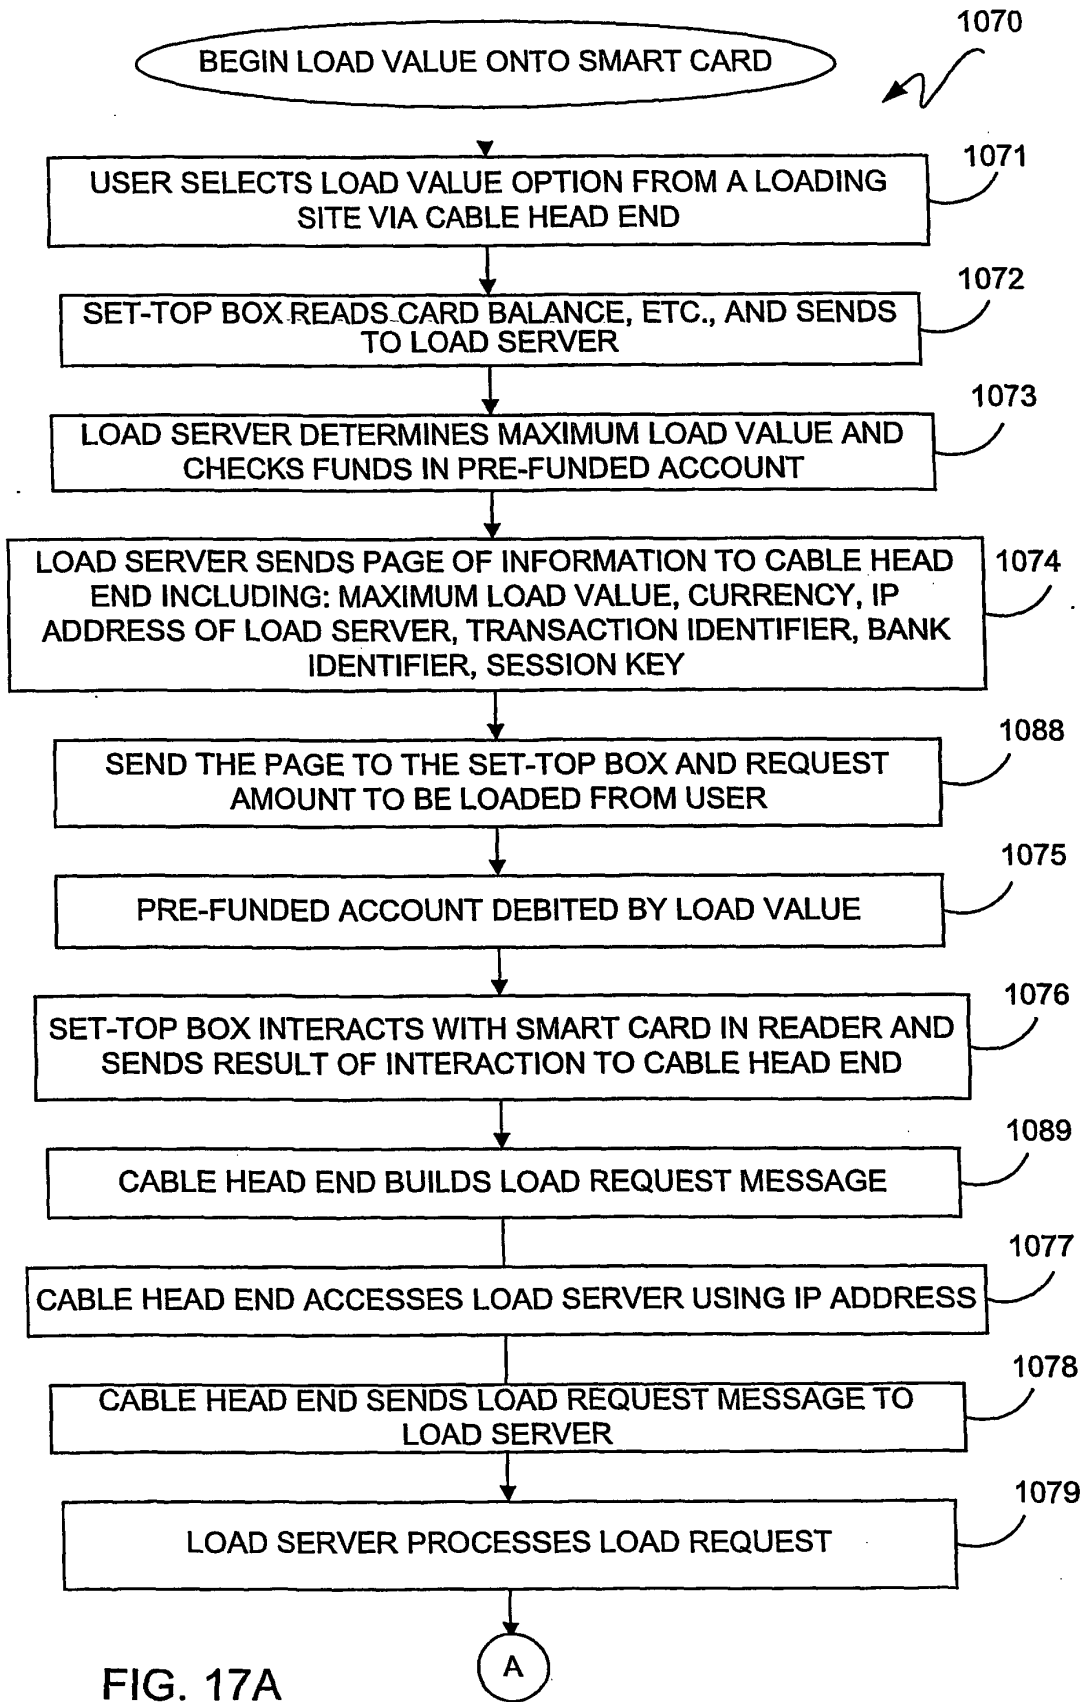 1070
BEGIN LOAD VALUE ONTO SMART CARD
1071
USER SELECTS LOAD VALUE OPTION FROM A LOADING
SITE VIA CABLE HEAD END
1072
SET-TOP BOX READS CARD BALANCE, ETC., AND SENDS
TO LOAD SERVER
1073
LOAD SERVER DETERMINES MAXIMUM LOAD VALUE AND
CHECKS FUNDS IN PRE-FUNDED ACCOUNT
1074
LOAD SERVER SENDS PAGE OF INFORMATION TO CABLE HEAD
END INCLUDING: MAXIMUM LOAD VALUE, CURRENCY, IP
ADDRESS OF LOAD SERVER, TRANSACTION IDENTIFIER, BANK
IDENTIFIER, SESSION KEY
1088
SEND THE PAGE TO THE SET-TOP BOX AND REQUEST
AMOUNT TO BE LOADED FROM USER
1075
PRE-FUNDED ACCOUNT DEBITED BY LOAD VALUE
1076
SET-TOP BOX INTERACTS WITH SMART CARD IN READER AND
SENDS RESULT OF INTERACTION TO CABLE HEAD END
1089
CABLE HEAD END BUILDS LOAD REQUEST MESSAGE
1077
CABLE HEAD END ACCESSES LOAD SERVER USING IP ADDRESS
1078
CABLE HEAD END SENDS LOAD REQUEST MESSAGE TO
LOAD SERVER
1079
LOAD SERVER PROCESSES LOAD REQUEST
A
FIG. 17A